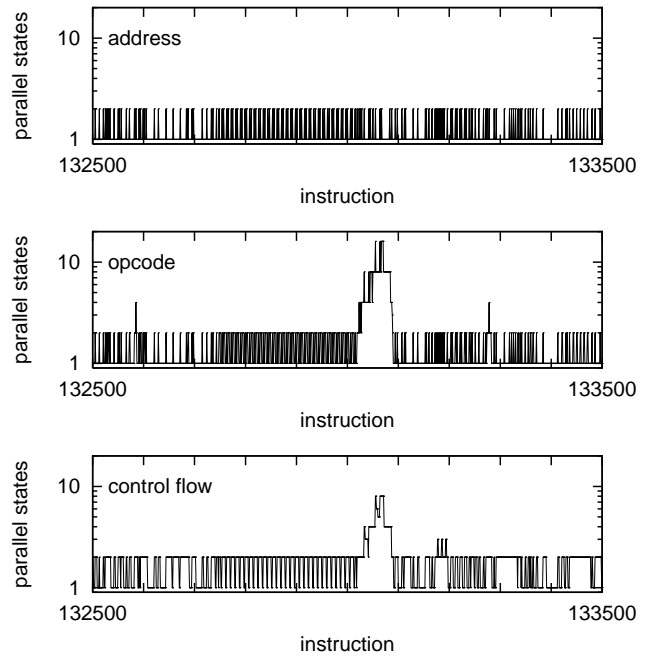 parallel states
10
address
1
132500
133500
instruction
parallel states
10
opcode
1
132500
133500
instruction
parallel states
10
control flow
1
132500
133500
instruction